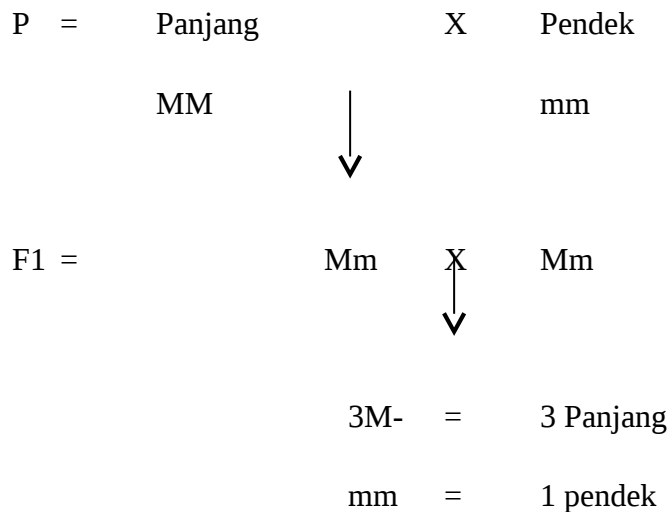 P = Panjang X Pendek
MM mm
F1 = Mm X Mm
3M- = 3 Panjang
mm = 1 pendek